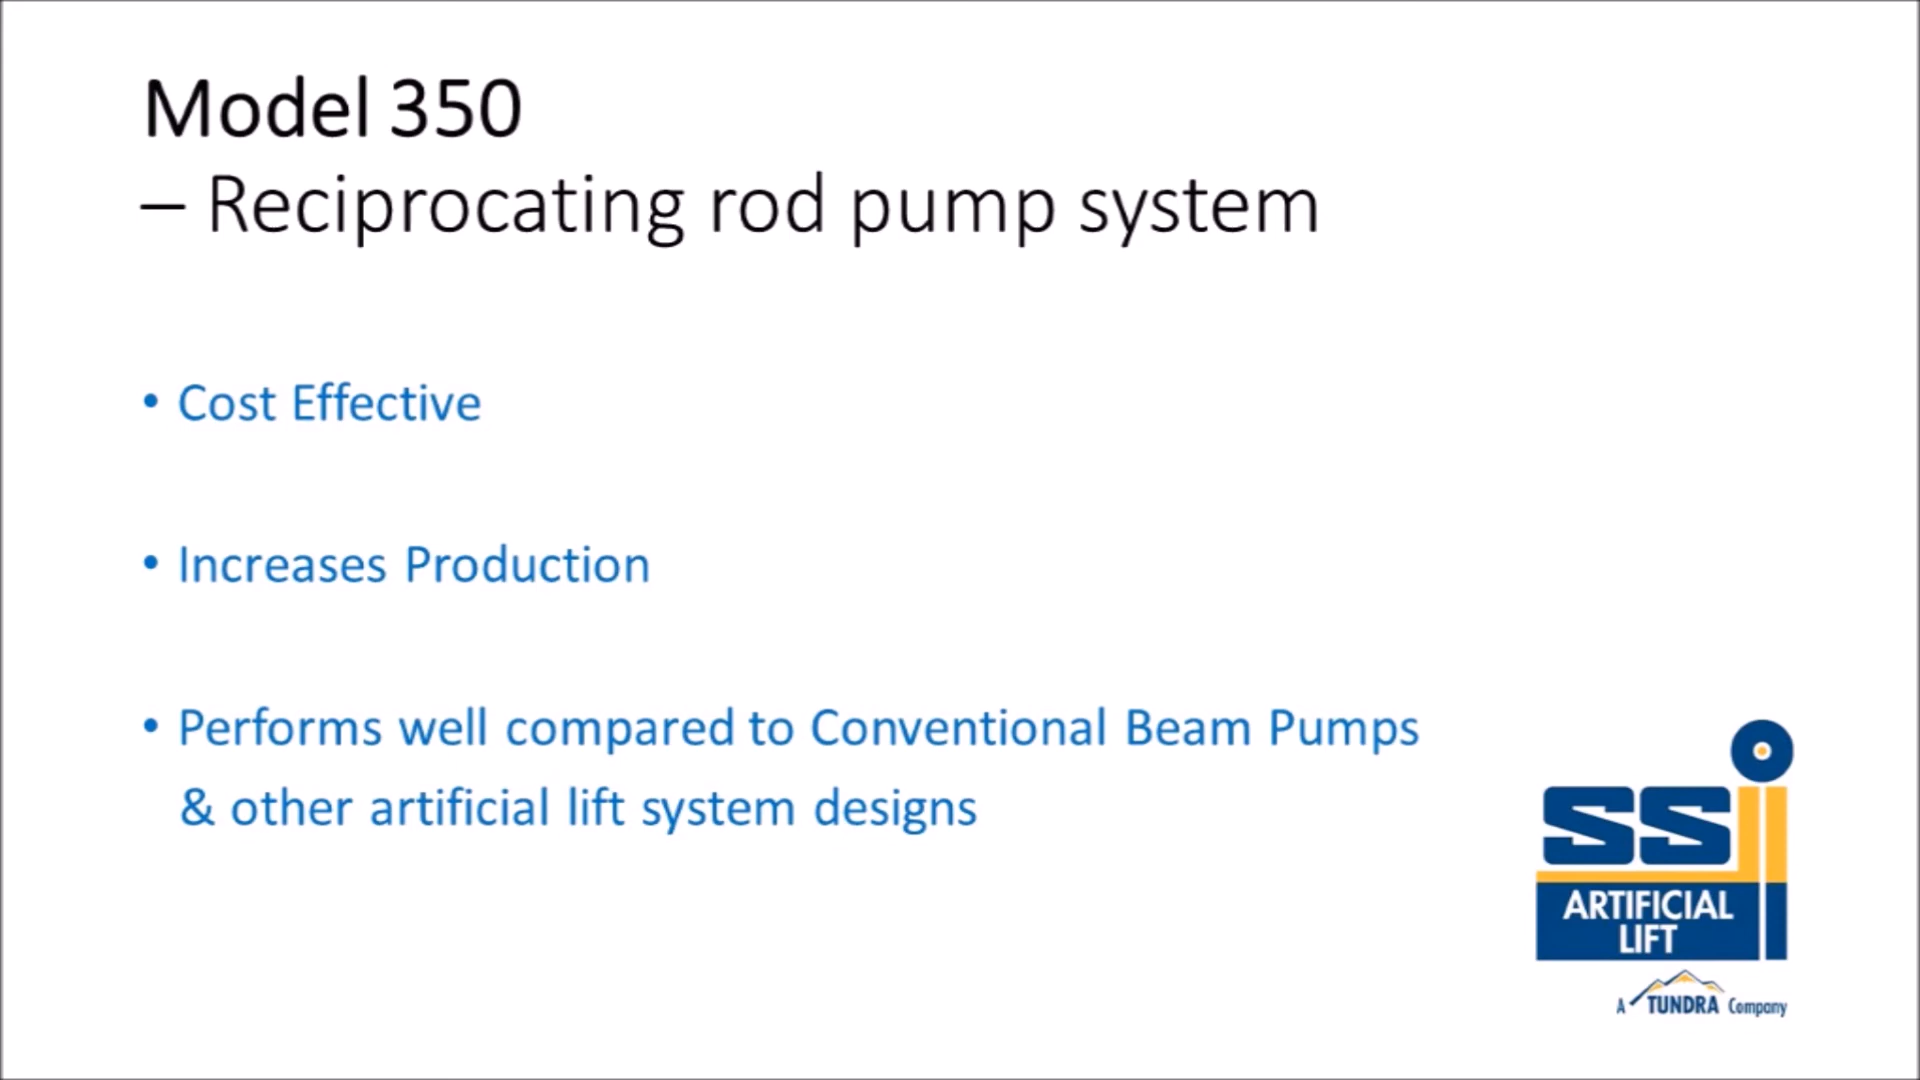 Model 350
– Reciprocating rod pump system
• Cost Effective
• Increases Production
• Performs well compared to Conventional Beam Pumps
& other artificial lift system designs
SSi
ARTIFICIAL
LIFT
A TUNDRA Company